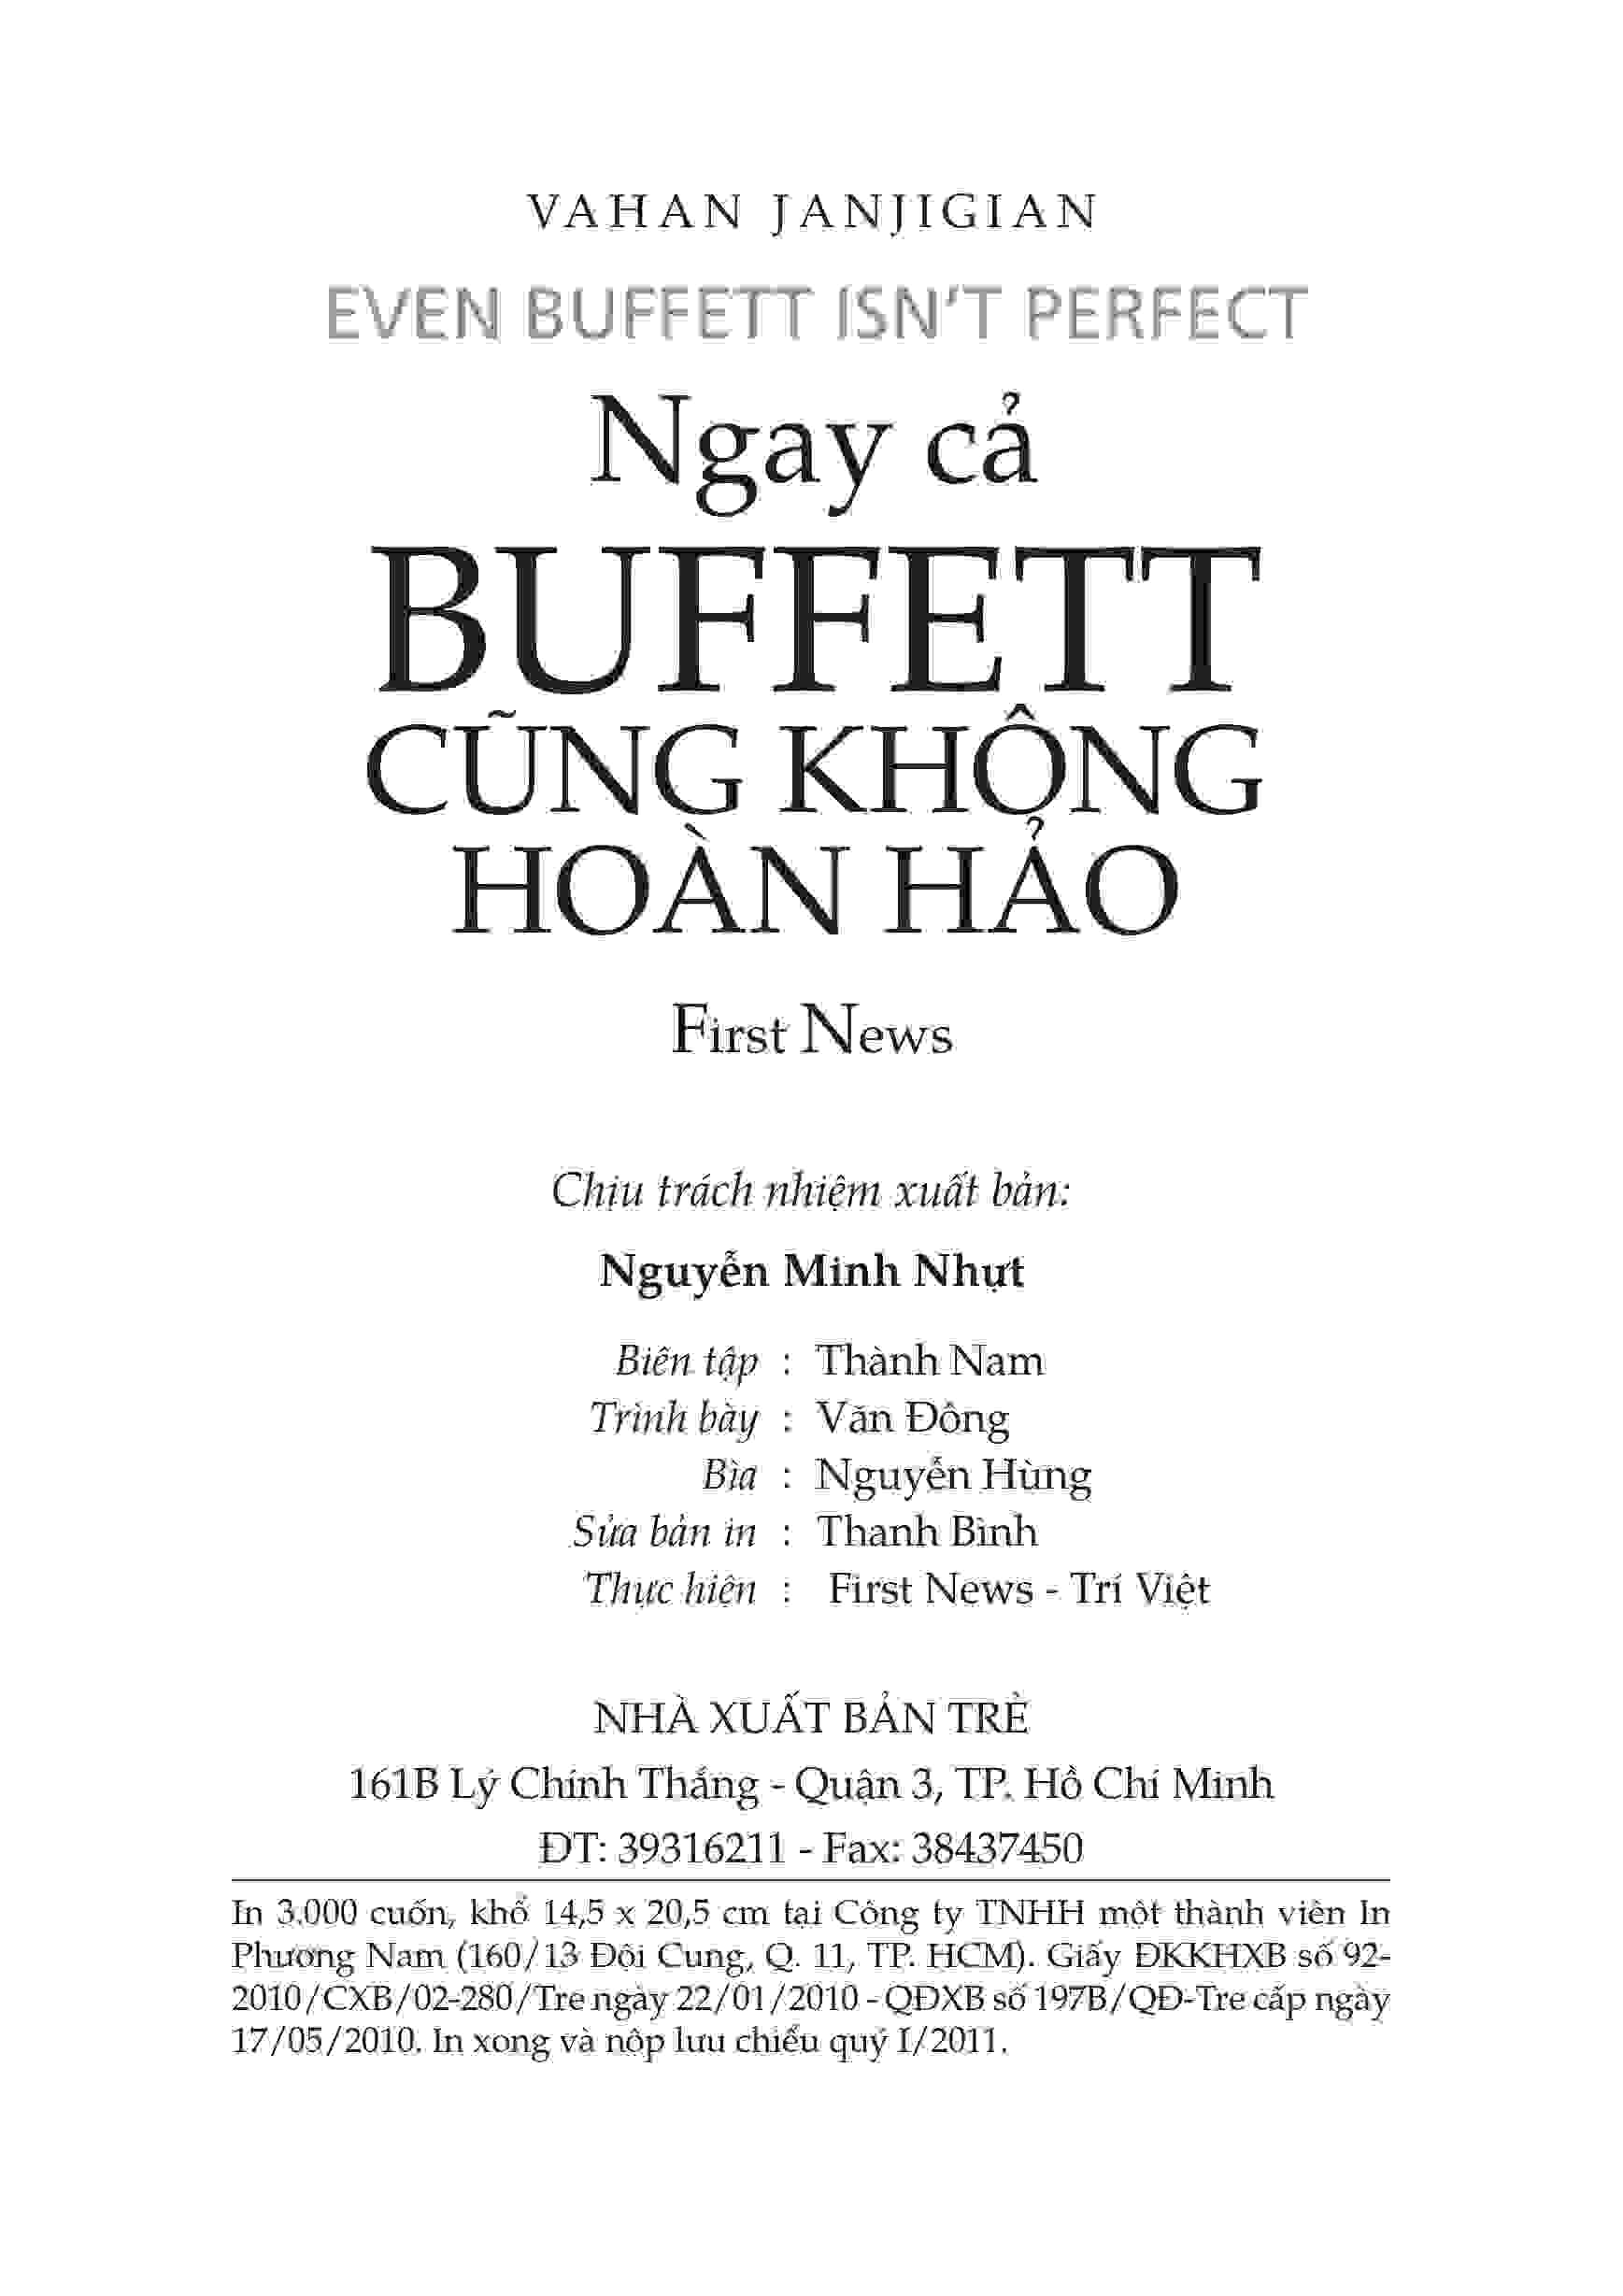 VAHAN JANJIGIAN
EVEN BUFFETT ISN'T PERFECT
Ngay cả
BUFFETT
CŨNG KHÔNG
HOÀN HẢO
First News
Chịu trách nhiệm xuất bản:
Nguyễn Minh Nhựt
Biên tập : Thành Nam
Trình bày : Văn Đông
Bìa : Nguyễn Hùng
Sửa bản in : Thanh Bình
Thực hiện : First News - Trí Việt
NHÀ XUẤT BẢN TRẺ
161B Lý Chính Thắng - Quận 3, TP. Hồ Chí Minh
ĐT: 39316211 - Fax: 38437450
In 3.000 cuốn, khổ 14,5 x 20,5 cm tại Công ty TNHH một thành viên In
Phương Nam (160/13 Đội Cung, Q. 11, TP. HCM). Giấy ĐKKHXB số 92-
2010/CXB/02-280/Tre ngày 22/01/2010 - QĐXB số 197B/QĐ-Tre cấp ngày
17/05/2010. In xong và nộp lưu chiểu quý I/2011.